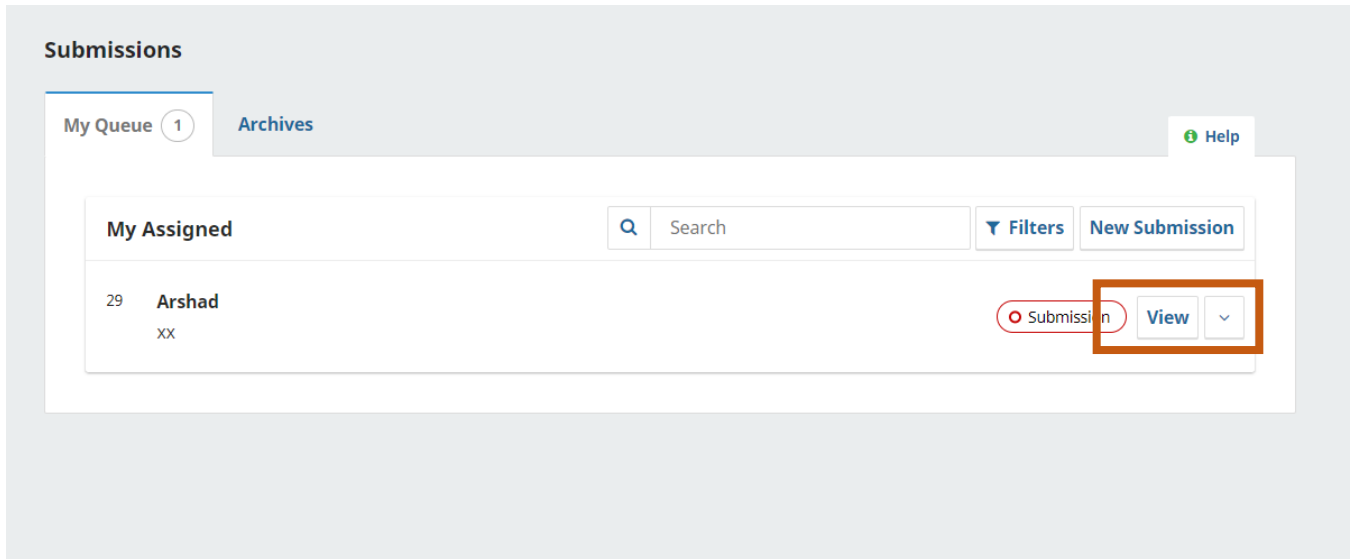 Submissions
My Queue 1 Archives
Help
My Assigned Search Filters New Submission
29 Arshad Submission View
xx